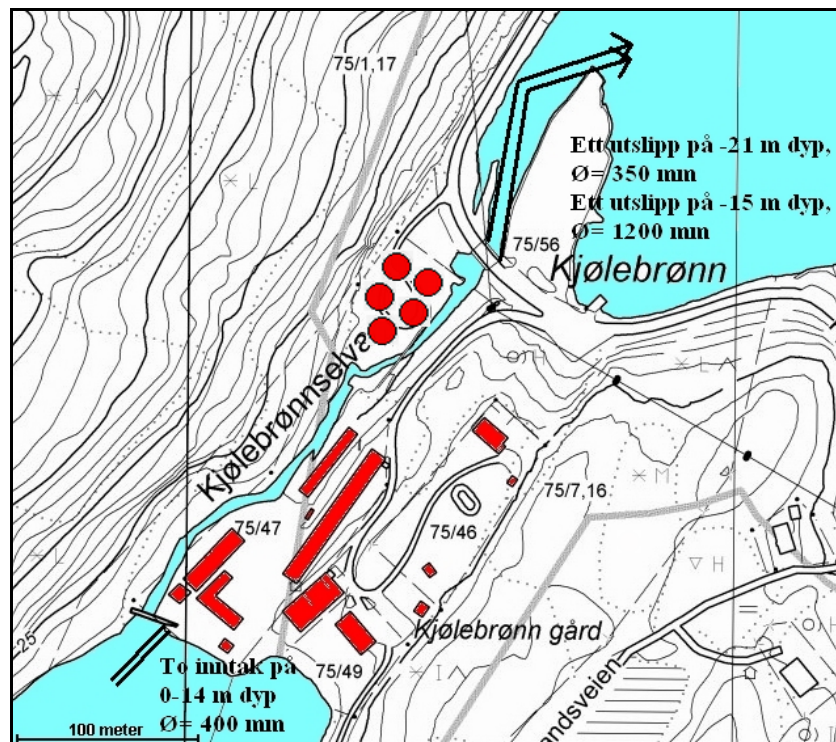 75/1,17
Ett utslipp på -21 m dyp,
Ø= 350 mm
Ett utslipp på -15 m dyp,
Ø= 1200 mm
75/56
Kjølebrønn
L
Kjølebrønnselva
O H
L
M
75/7,16
75/47
75/46
L
H
Kjølebrønn gård
-25
To inntak på
0-14 m dyp
Ø= 400 mm
75/49
andsveien
100 meter